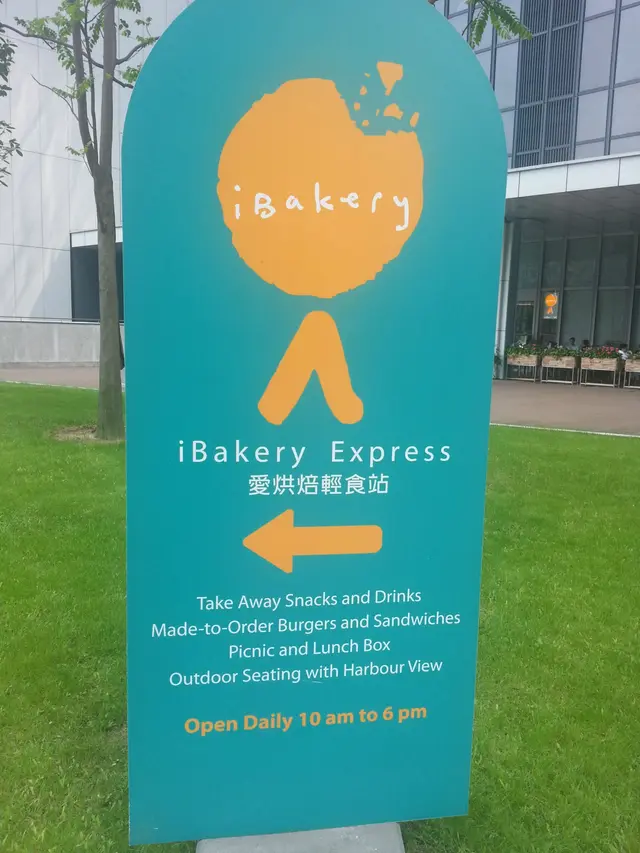 iBakery
iBakery Express
愛烘焙輕食站
Take Away Snacks and Drinks
Made-to-Order Burgers and Sandwiches
Picnic and Lunch Box
Outdoor Seating with Harbour View
Open Daily 10 am to 6 pm